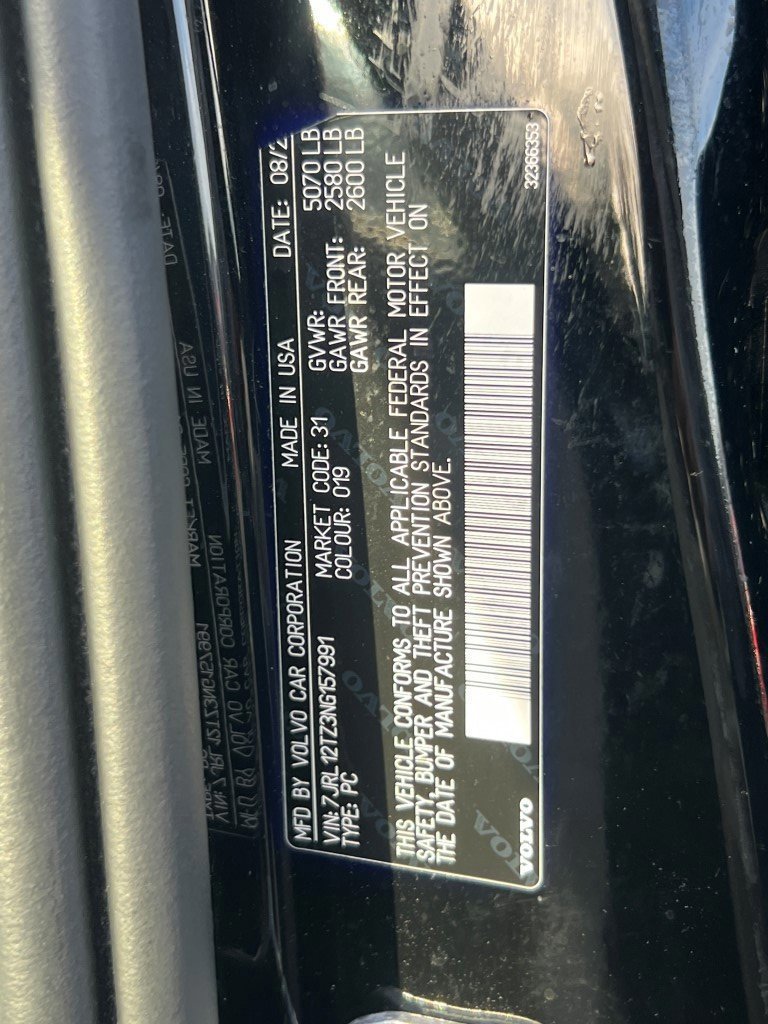 MFD BY VOLVO CAR CORPORATION MADE IN USA DATE: 08/2
VIN: 7JRL12TZ3NG157991 MARKET CODE: 31 GVWR: 5070 LB
TYPE: PC COLOUR: 019 GAWR FRONT: 2580 LB
GAWR REAR: 2600 LB
THIS VEHICLE CONFORMS TO ALL APPLICABLE FEDERAL MOTOR VEHICLE
SAFETY, BUMPER AND THEFT PREVENTION STANDARDS IN EFFECT ON
THE DATE OF MANUFACTURE SHOWN ABOVE.
VOLVO 32366353